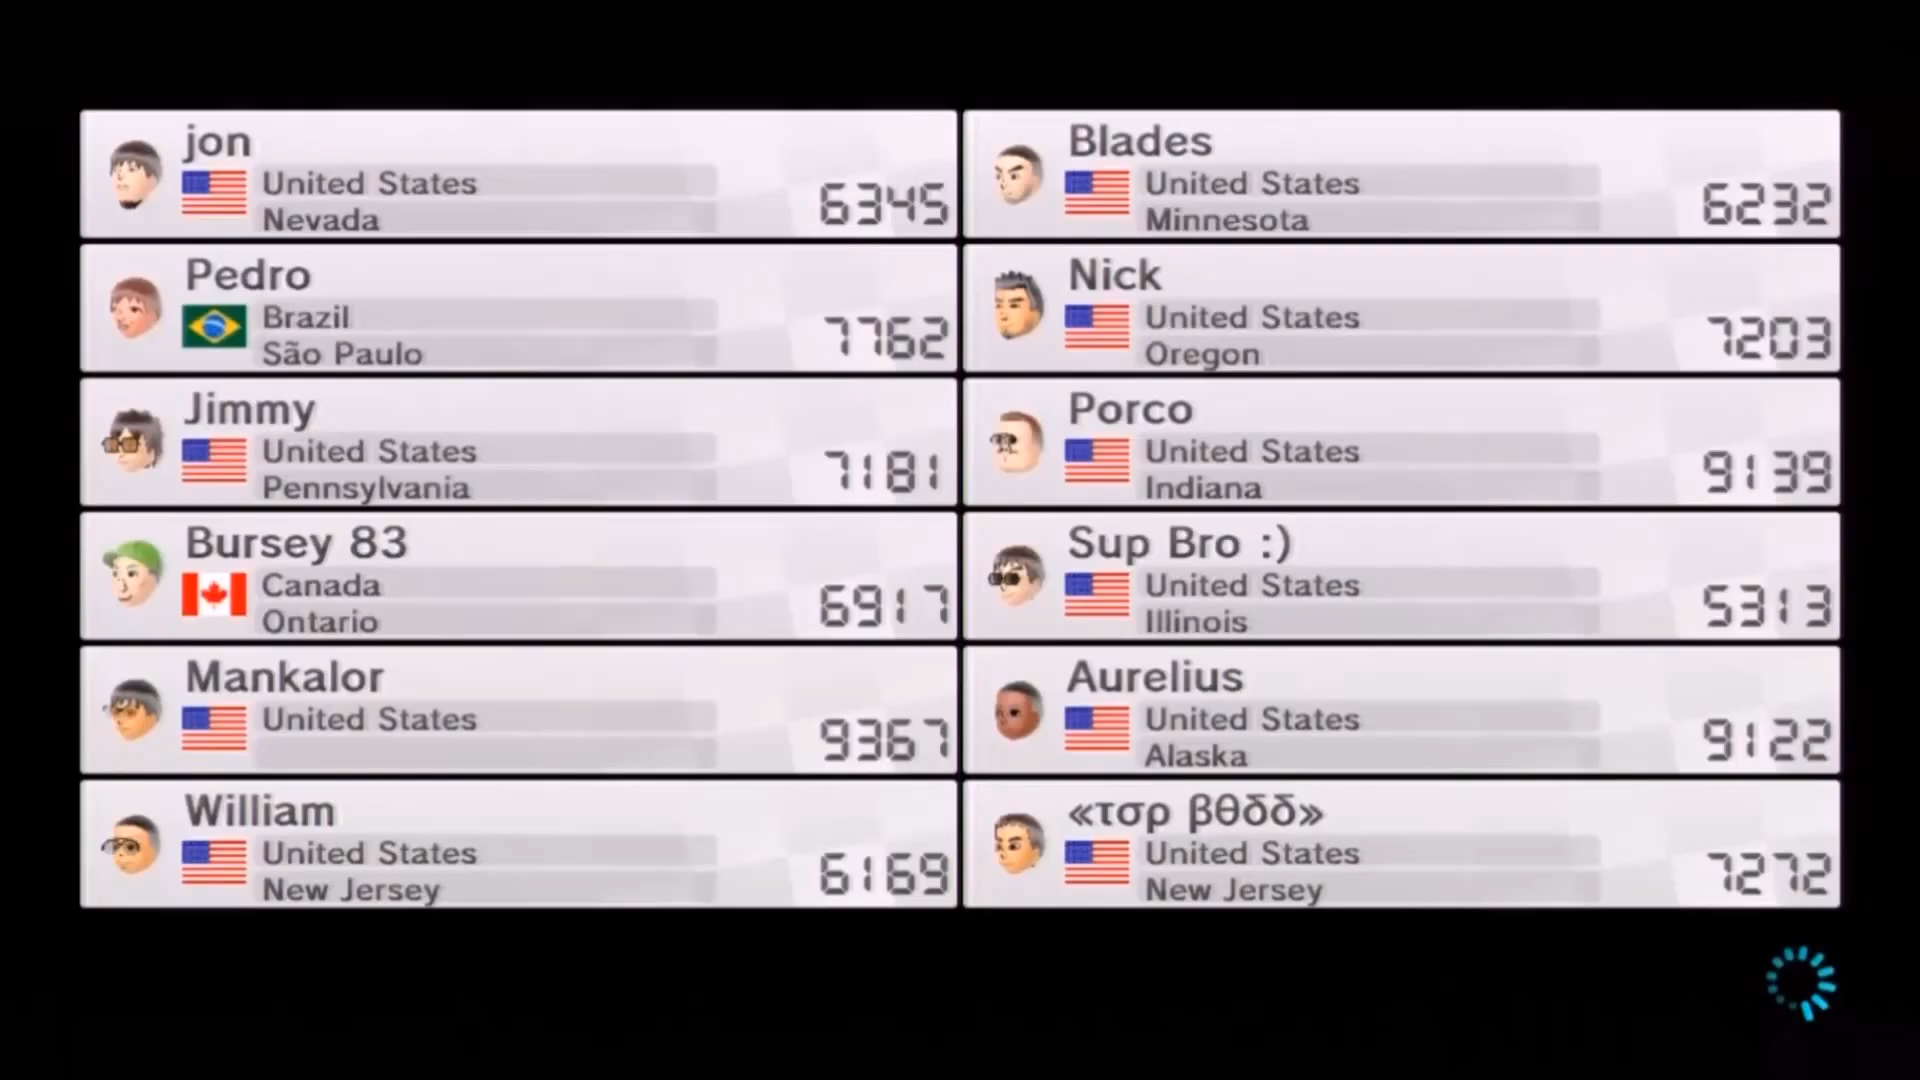 jon
United States
Nevada
6345
Blades
United States
Minnesota
6232
Pedro
Brazil
São Paulo
7762
Nick
United States
Oregon
7203
Jimmy
United States
Pennsylvania
7181
Porco
United States
Indiana
9139
Bursey 83
Canada
Ontario
6917
Sup Bro :)
United States
Illinois
5313
Mankalor
United States
9367
Aurelius
United States
Alaska
9122
William
United States
New Jersey
6169
«τσρ βθδδ»
United States
New Jersey
7272